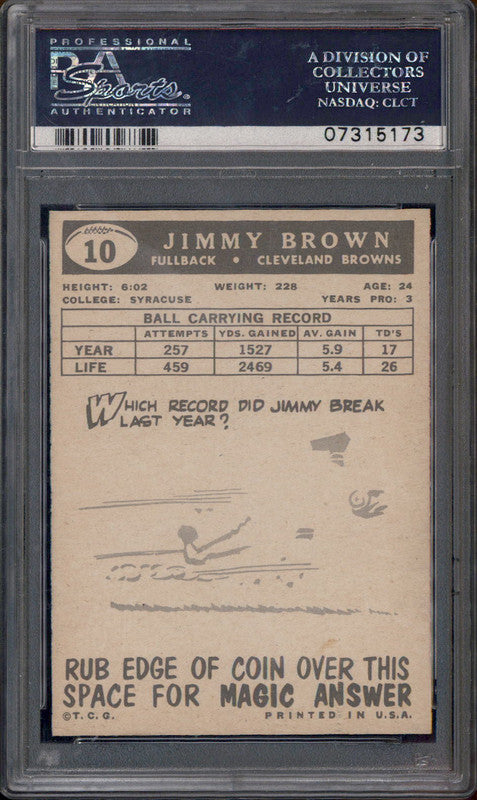 PROFESSIONAL
PSA
Sports
AUTHENTICATOR
A DIVISION OF
COLLECTORS
UNIVERSE
NASDAQ: CLCT
07315173
10
JIMMY BROWN
FULLBACK • CLEVELAND BROWNS
HEIGHT: 6:02 WEIGHT: 228 AGE: 24
COLLEGE: SYRACUSE YEARS PRO: 3
BALL CARRYING RECORD
ATTEMPTS YDS. GAINED AV. GAIN TD'S
YEAR 257 1527 5.9 17
LIFE 459 2469 5.4 26
WHICH RECORD DID JIMMY BREAK
LAST YEAR?
RUB EDGE OF COIN OVER THIS
SPACE FOR MAGIC ANSWER
©T.C.G. PRINTED IN U.S.A.